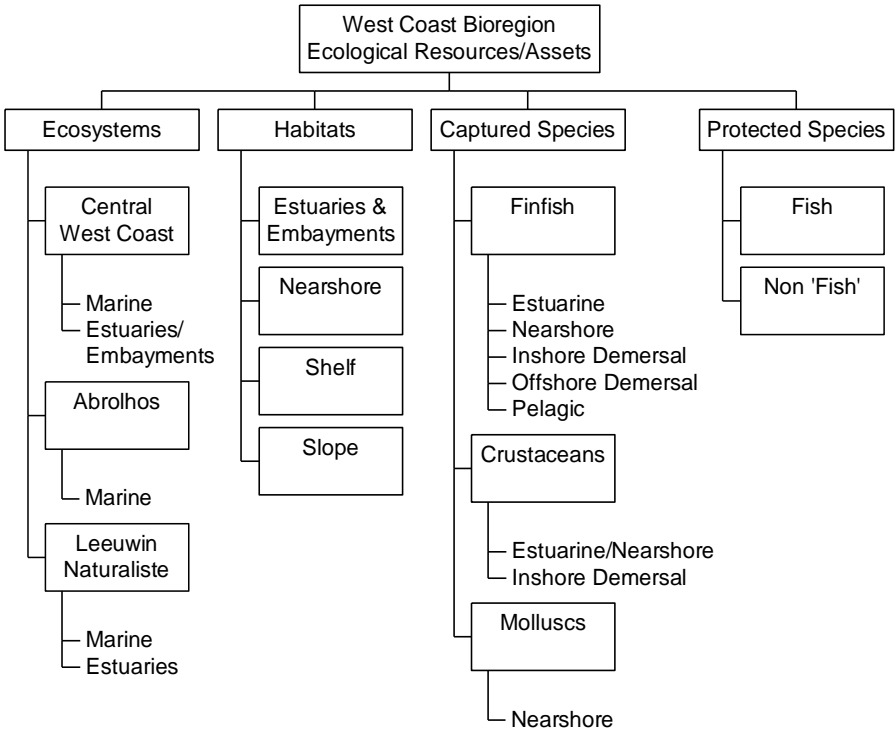 West Coast Bioregion
Ecological Resources/Assets
Ecosystems
Central
West Coast
Marine
Estuaries/
Embayments
Abrolhos
Marine
Leeuwin
Naturaliste
Marine
Estuaries
Habitats
Estuaries &
Embayments
Nearshore
Shelf
Slope
Captured Species
Finfish
Estuarine
Nearshore
Inshore Demersal
Offshore Demersal
Pelagic
Crustaceans
Estuarine/Nearshore
Inshore Demersal
Molluscs
Nearshore
Protected Species
Fish
Non 'Fish'